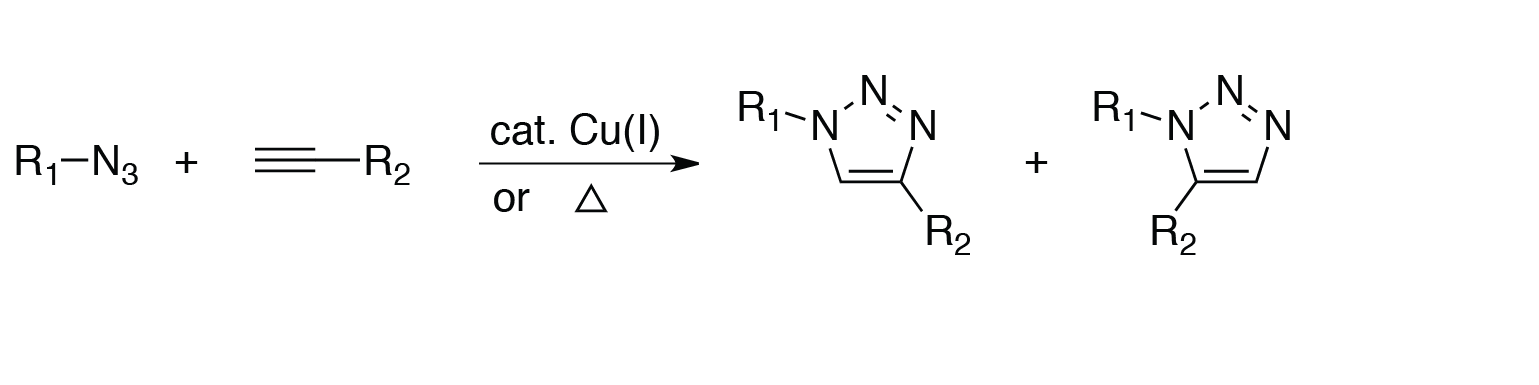 R1—N3 + ≡—R2
cat. Cu(I)
or △
R1 N N N R2
+
R1 N N N R2